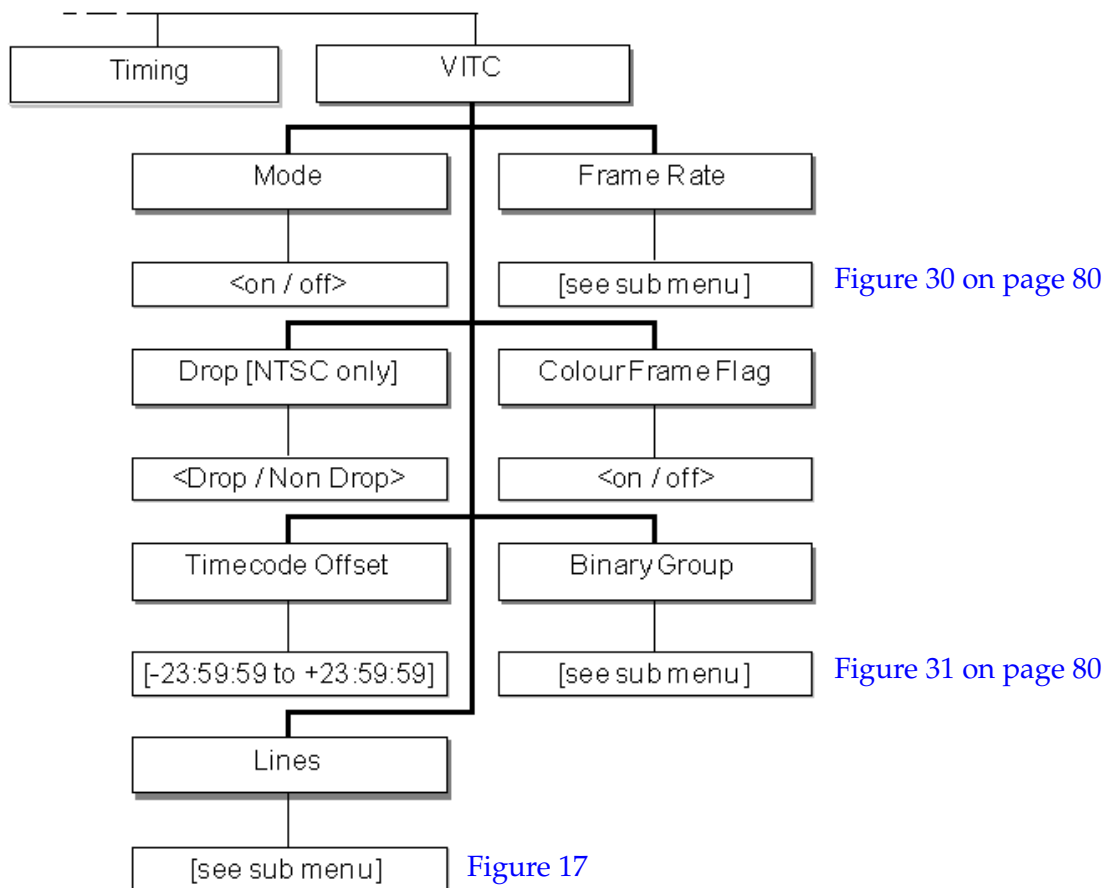 Timing
VITC
Mode
Frame Rate
<on / off>
[see sub menu]
Figure 30 on page 80
Drop [NTSC only]
Colour Frame Flag
<Drop / Non Drop>
<on / off>
Timecode Offset
Binary Group
[-23:59:59 to +23:59:59]
[see sub menu]
Figure 31 on page 80
Lines
[see sub menu]
Figure 17